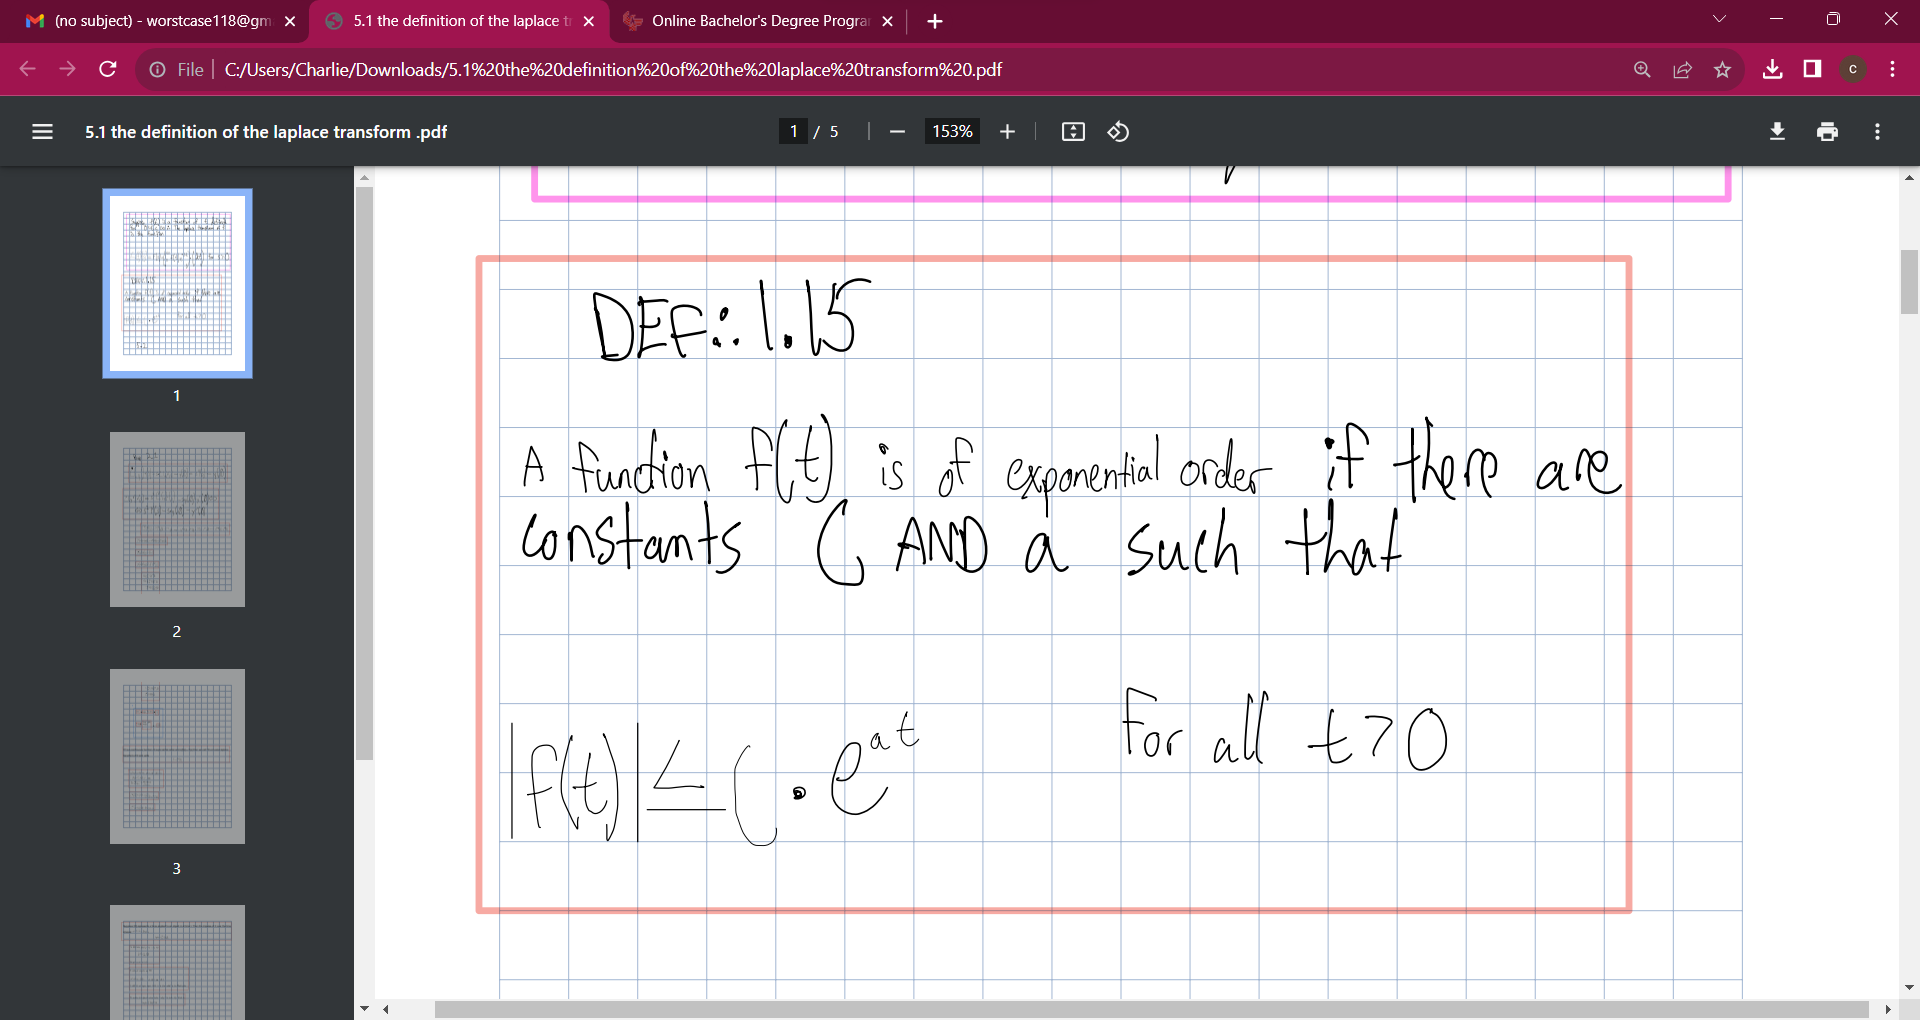 (no subject) - worstcase118@gm
5.1 the definition of the laplace t
Online Bachelor's Degree Progra
File
C:/Users/Charlie/Downloads/5.1%20the%20definition%20of%20the%20laplace%20transform%20.pdf
c
5.1 the definition of the laplace transform .pdf
1 / 5
153%
1
2
3
DEF: 1.15
A function f(t) is of exponential order if there are
constants C AND a such that
|f(t)| ≤ C · e^at
For all t>0